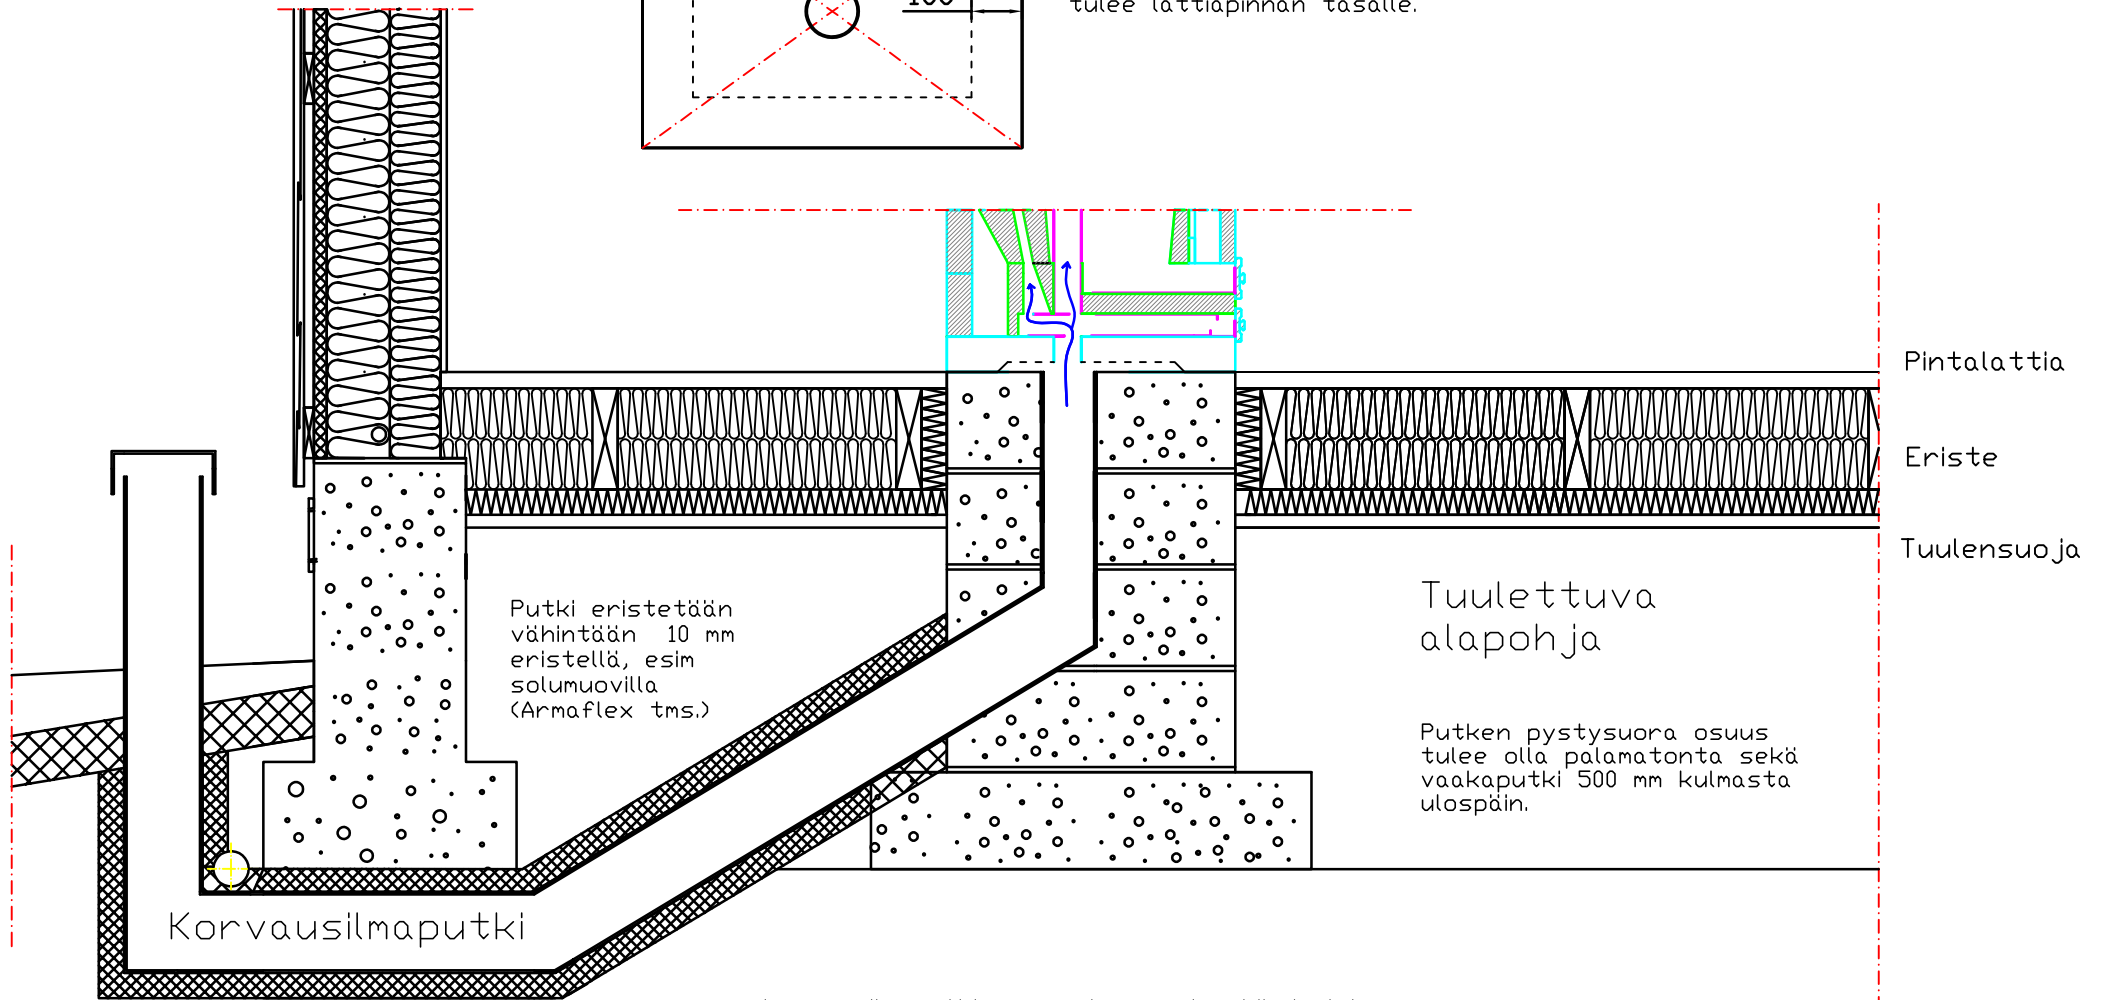 100
tulee lattiapinnan tasalle.
Pintalattia
Eriste
Tuulensuoja
Putki eristetään
vähintään 10 mm
eristellä, esim
solumuovilla
(Armaflex tms.)
Tuulettuva
alapohja
Putken pystysuora osuus
tulee olla palamatonta sekä
vaakaputki 500 mm kulmasta
ulospäin.
Korvausilmaputki